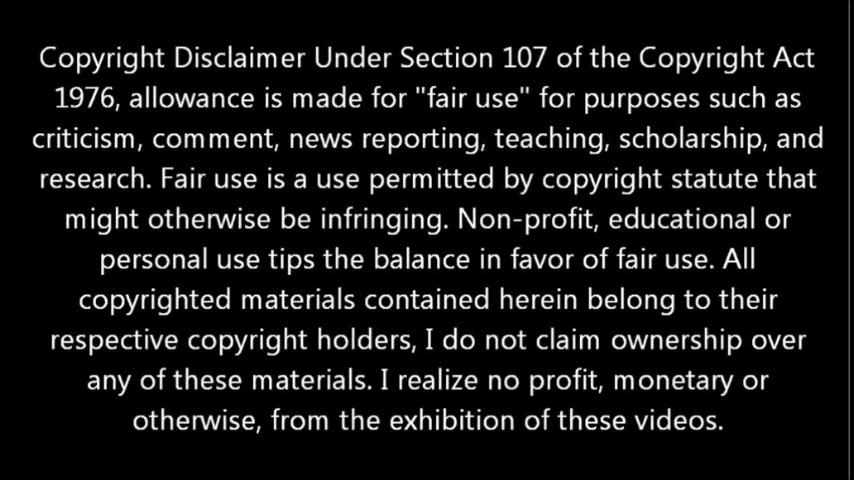 Copyright Disclaimer Under Section 107 of the Copyright Act
1976, allowance is made for "fair use" for purposes such as
criticism, comment, news reporting, teaching, scholarship, and
research. Fair use is a use permitted by copyright statute that
might otherwise be infringing. Non-profit, educational or
personal use tips the balance in favor of fair use. All
copyrighted materials contained herein belong to their
respective copyright holders, I do not claim ownership over
any of these materials. I realize no profit, monetary or
otherwise, from the exhibition of these videos.